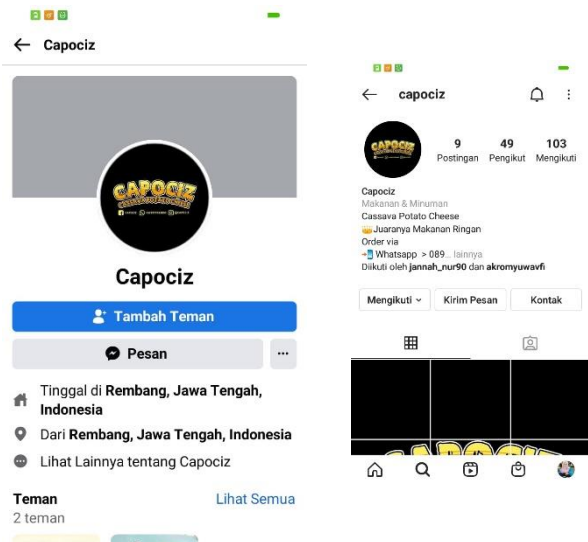 Capociz
CAPOCIZ
Capociz
Tambah Teman
Pesan
Tinggal di Rembang, Jawa Tengah,
Indonesia
Dari Rembang, Jawa Tengah, Indonesia
Lihat Lainnya tentang Capociz
Teman
Lihat Semua
2 teman
capociz
CAPOCIZ
9 49 103
Postingan Pengikut Mengikuti
Capociz
Makanan & Minuman
Cassava Potato Cheese
Juaranya Makanan Ringan
Order via
Whatsapp > 089... lainnya
Diikuti oleh jannah_nur90 dan akromyuwavfi
Mengikuti
Kirim Pesan
Kontak
CAPOCIZ